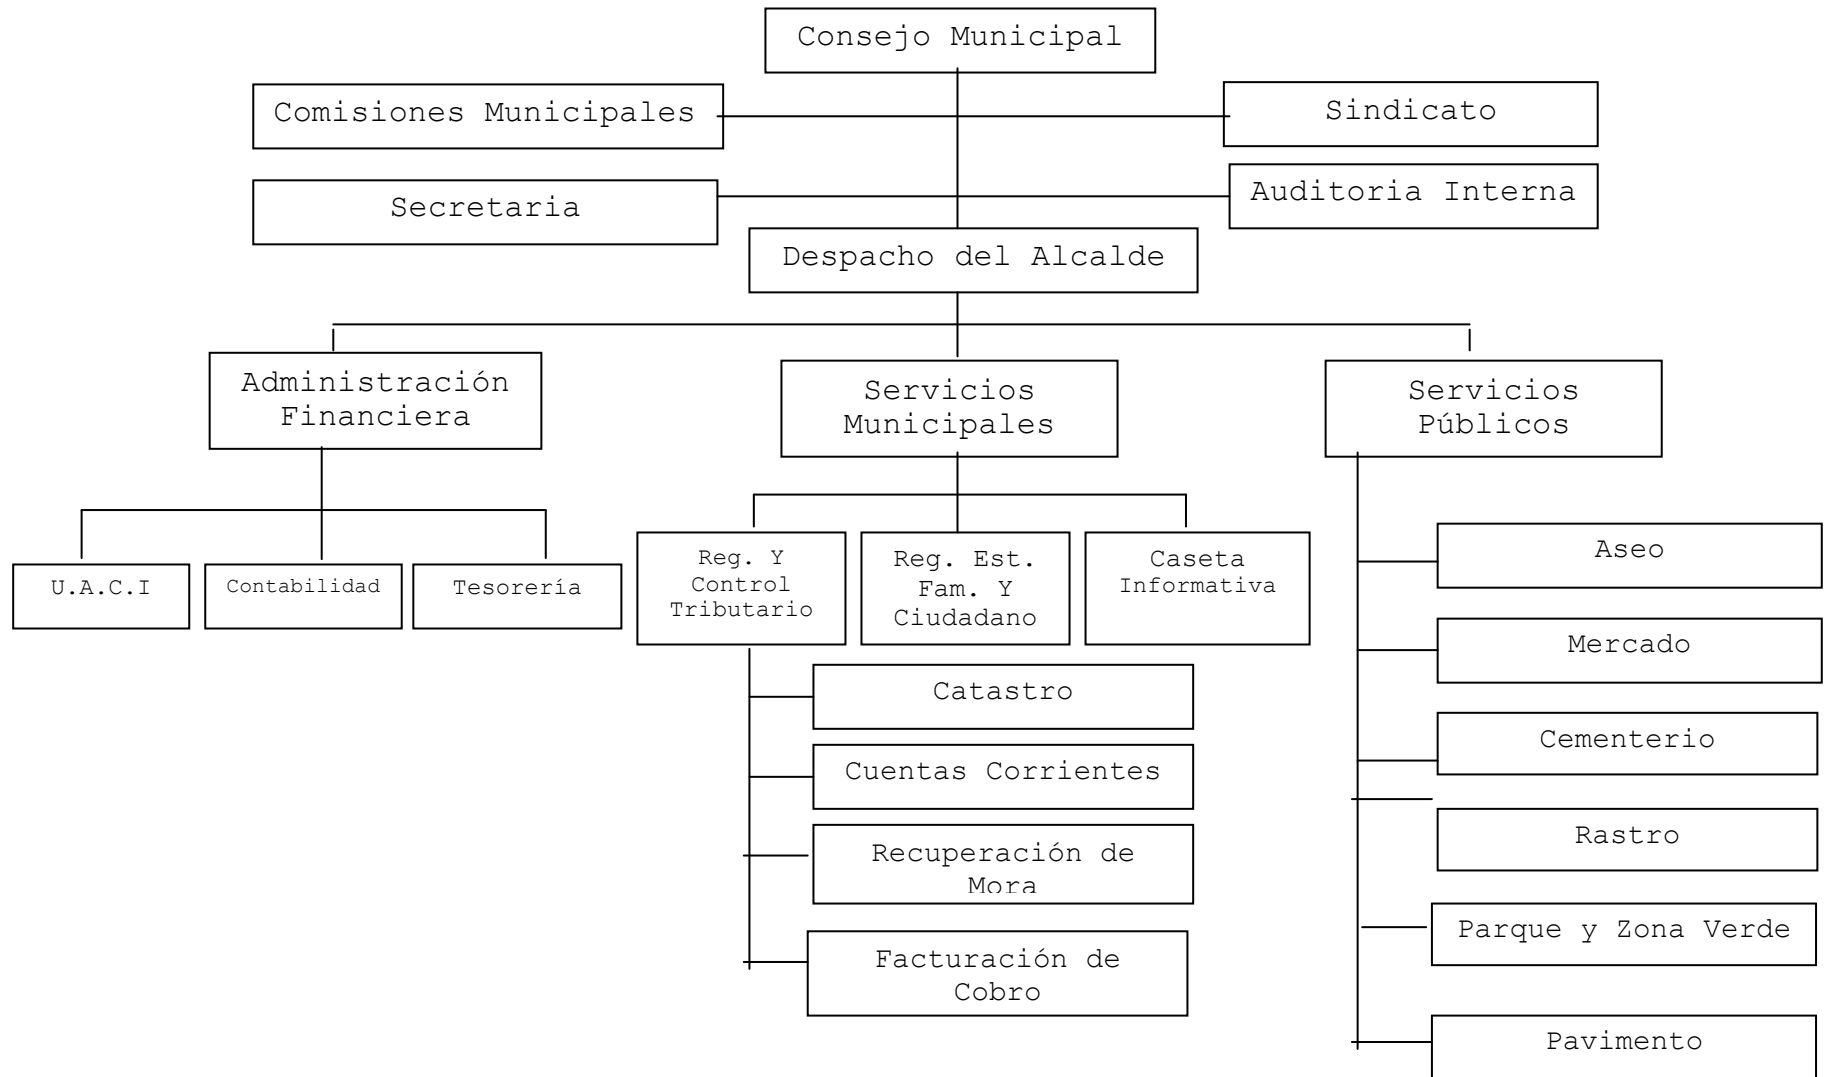 Consejo Municipal
Comisiones Municipales
Sindicato
Secretaria
Auditoria Interna
Despacho del Alcalde
Administración
Financiera
Servicios
Municipales
Servicios
Públicos
U.A.C.I
Contabilidad
Tesorería
Reg. Y
Control
Tributario
Reg. Est.
Fam. Y
Ciudadano
Caseta
Informativa
Catastro
Cuentas Corrientes
Recuperación de
Mora
Facturación de
Cobro
Aseo
Mercado
Cementerio
Rastro
Parque y Zona Verde
Pavimento